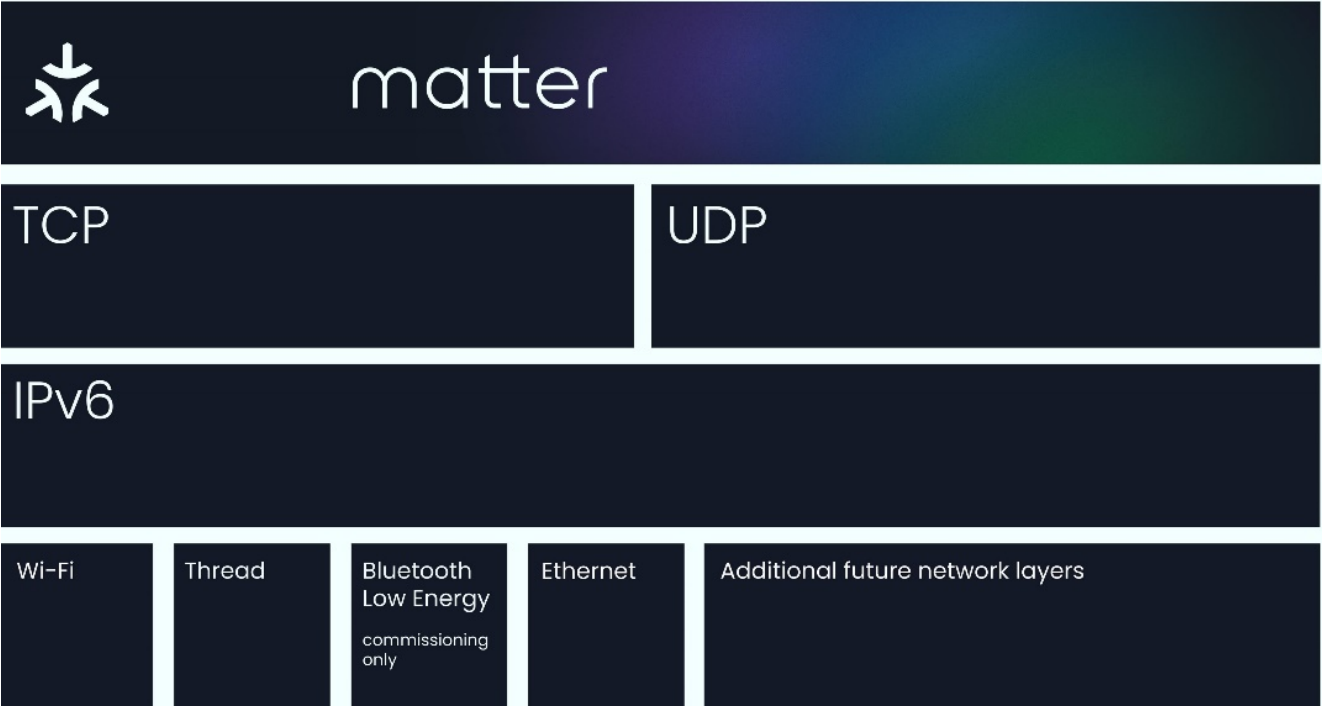 matter
TCP
UDP
IPv6
Wi-Fi
Thread
Bluetooth
Low Energy
commissioning
only
Ethernet
Additional future network layers